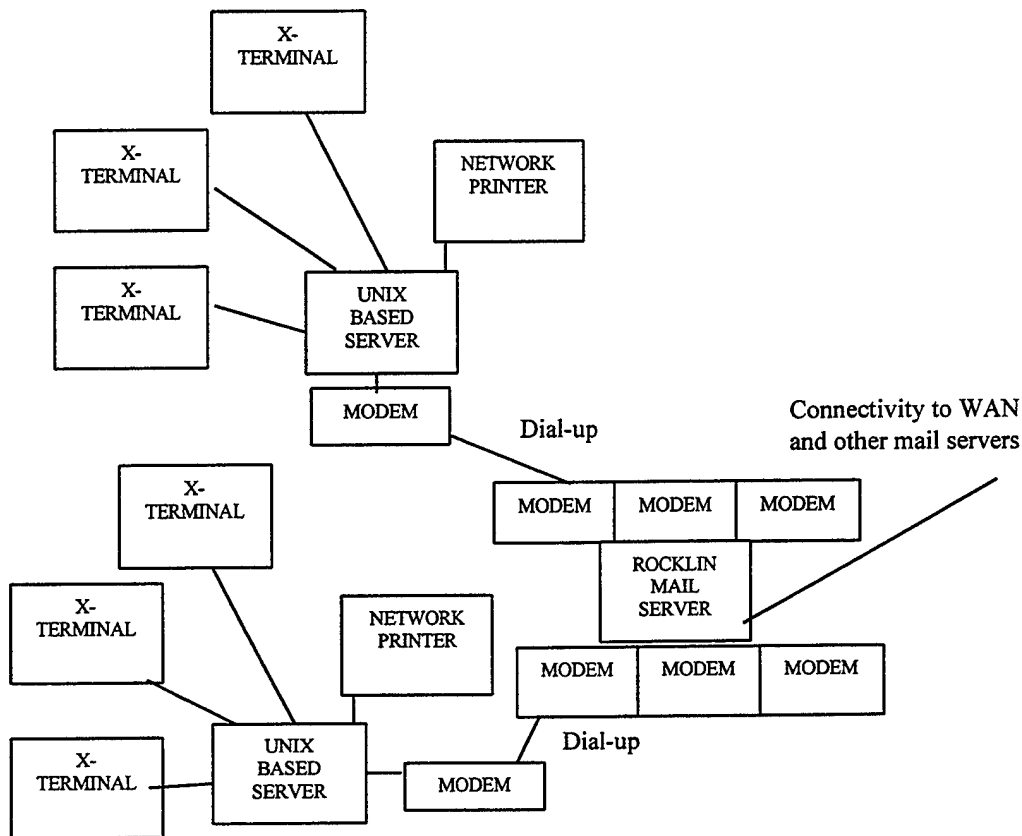 X-
TERMINAL
X-
TERMINAL
NETWORK
PRINTER
X-
TERMINAL
UNIX
BASED
SERVER
MODEM
Dial-up
Connectivity to WAN
and other mail servers
X-
TERMINAL
MODEM
MODEM
MODEM
ROCKLIN
MAIL
SERVER
X-
TERMINAL
NETWORK
PRINTER
MODEM
MODEM
MODEM
X-
TERMINAL
UNIX
BASED
SERVER
Dial-up
MODEM